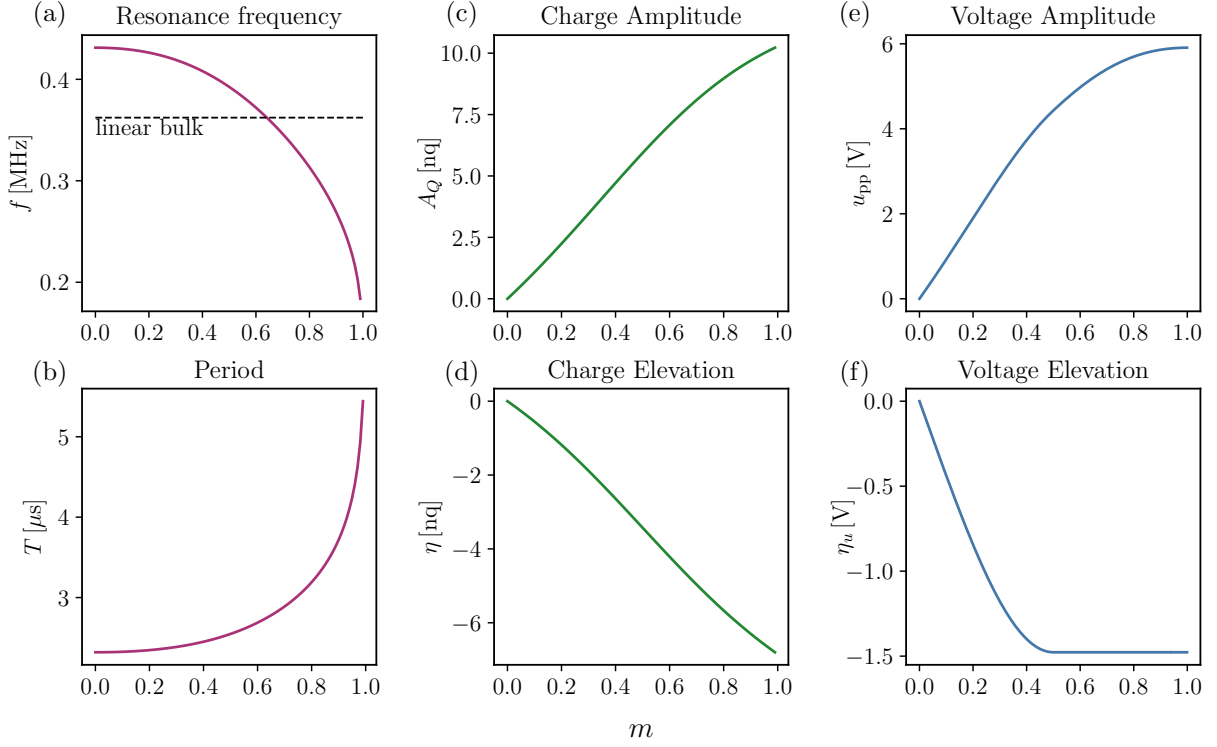 (a) Resonance frequency
f [MHz]
0.4
0.3
0.2
linear bulk
0.0 0.2 0.4 0.6 0.8 1.0
(c) Charge Amplitude
A_Q [nq]
10.0
7.5
5.0
2.5
0.0
0.0 0.2 0.4 0.6 0.8 1.0
(e) Voltage Amplitude
u_pp [V]
6
4
2
0
0.0 0.2 0.4 0.6 0.8 1.0
(b) Period
T [μs]
5
4
3
0.0 0.2 0.4 0.6 0.8 1.0
(d) Charge Elevation
η [nq]
0
−2
−4
−6
0.0 0.2 0.4 0.6 0.8 1.0
(f) Voltage Elevation
η_u [V]
0.0
−0.5
−1.0
−1.5
0.0 0.2 0.4 0.6 0.8 1.0
m